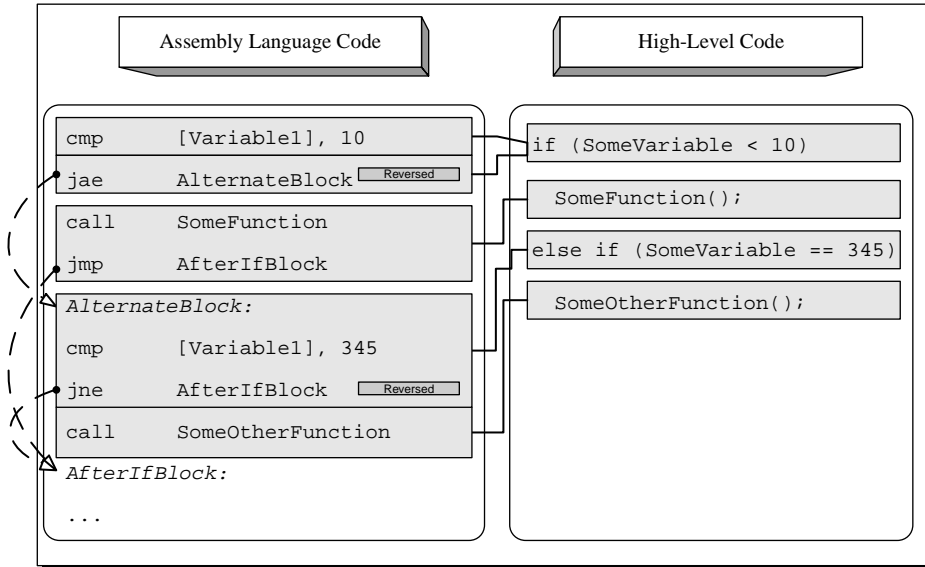 Assembly Language Code
High-Level Code
cmp [Variable1], 10
jae AlternateBlock Reversed
call SomeFunction
jmp AfterIfBlock
AlternateBlock:
cmp [Variable1], 345
jne AfterIfBlock Reversed
call SomeOtherFunction
AfterIfBlock:
...
if (SomeVariable < 10)
SomeFunction();
else if (SomeVariable == 345)
SomeOtherFunction();